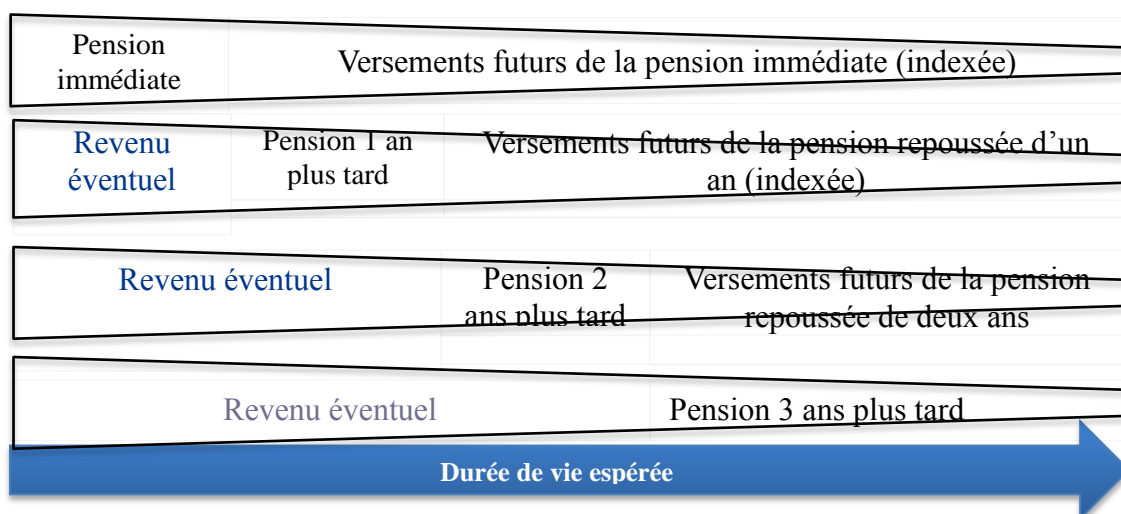 Pension
immédiate
Versements futurs de la pension immédiate (indexée)
Revenu
éventuel
Pension 1 an
plus tard
Versements futurs de la pension repoussée d'un
an (indexée)
Revenu éventuel
Pension 2
ans plus tard
Versements futurs de la pension
repoussée de deux ans
Revenu éventuel
Pension 3 ans plus tard
Durée de vie espérée